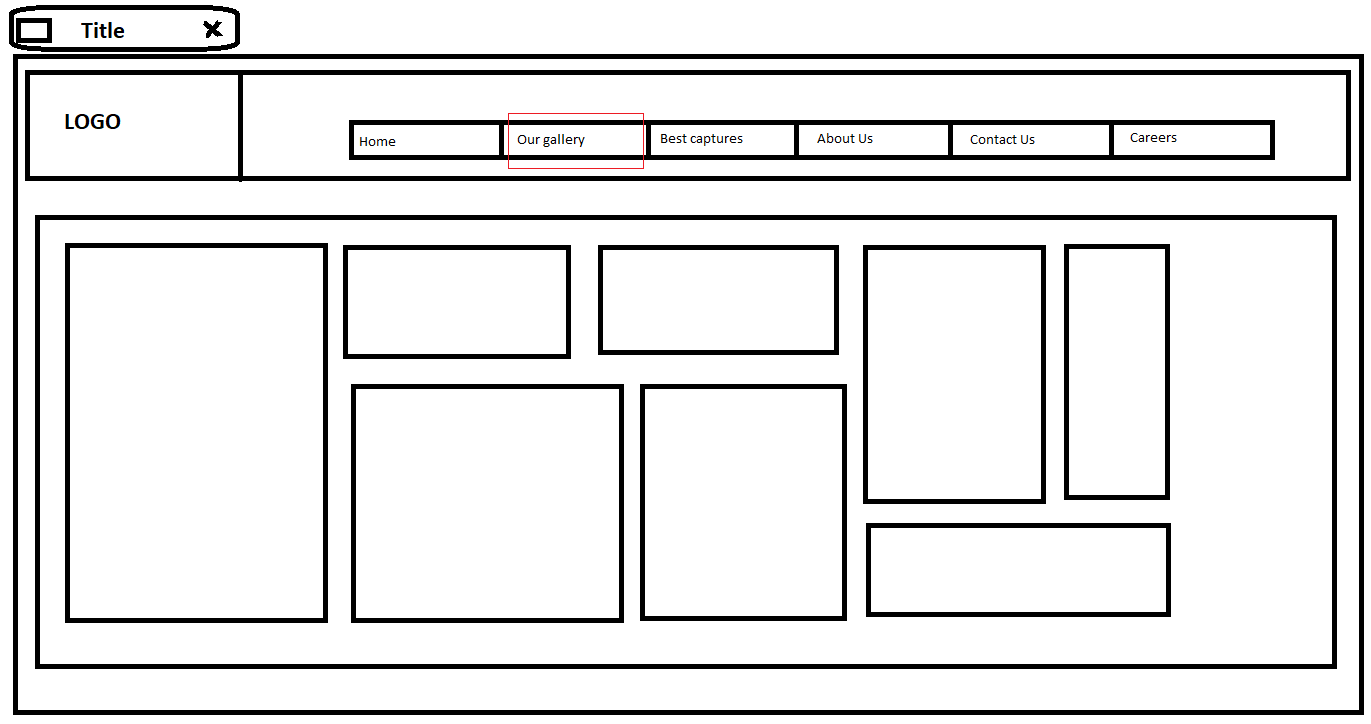 Title
LOGO
Home
Our gallery
Best captures
About Us
Contact Us
Careers